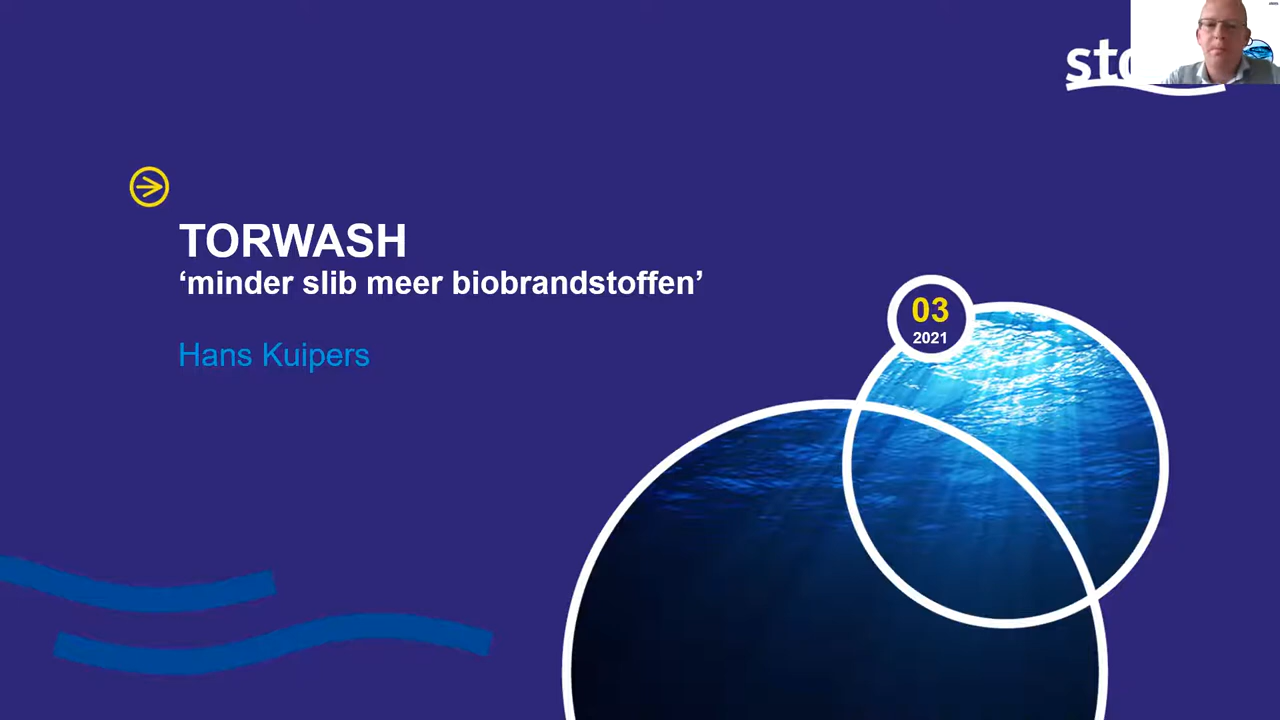 TORWASH
‘minder slib meer biobrandstoffen’
Hans Kuipers
03
2021